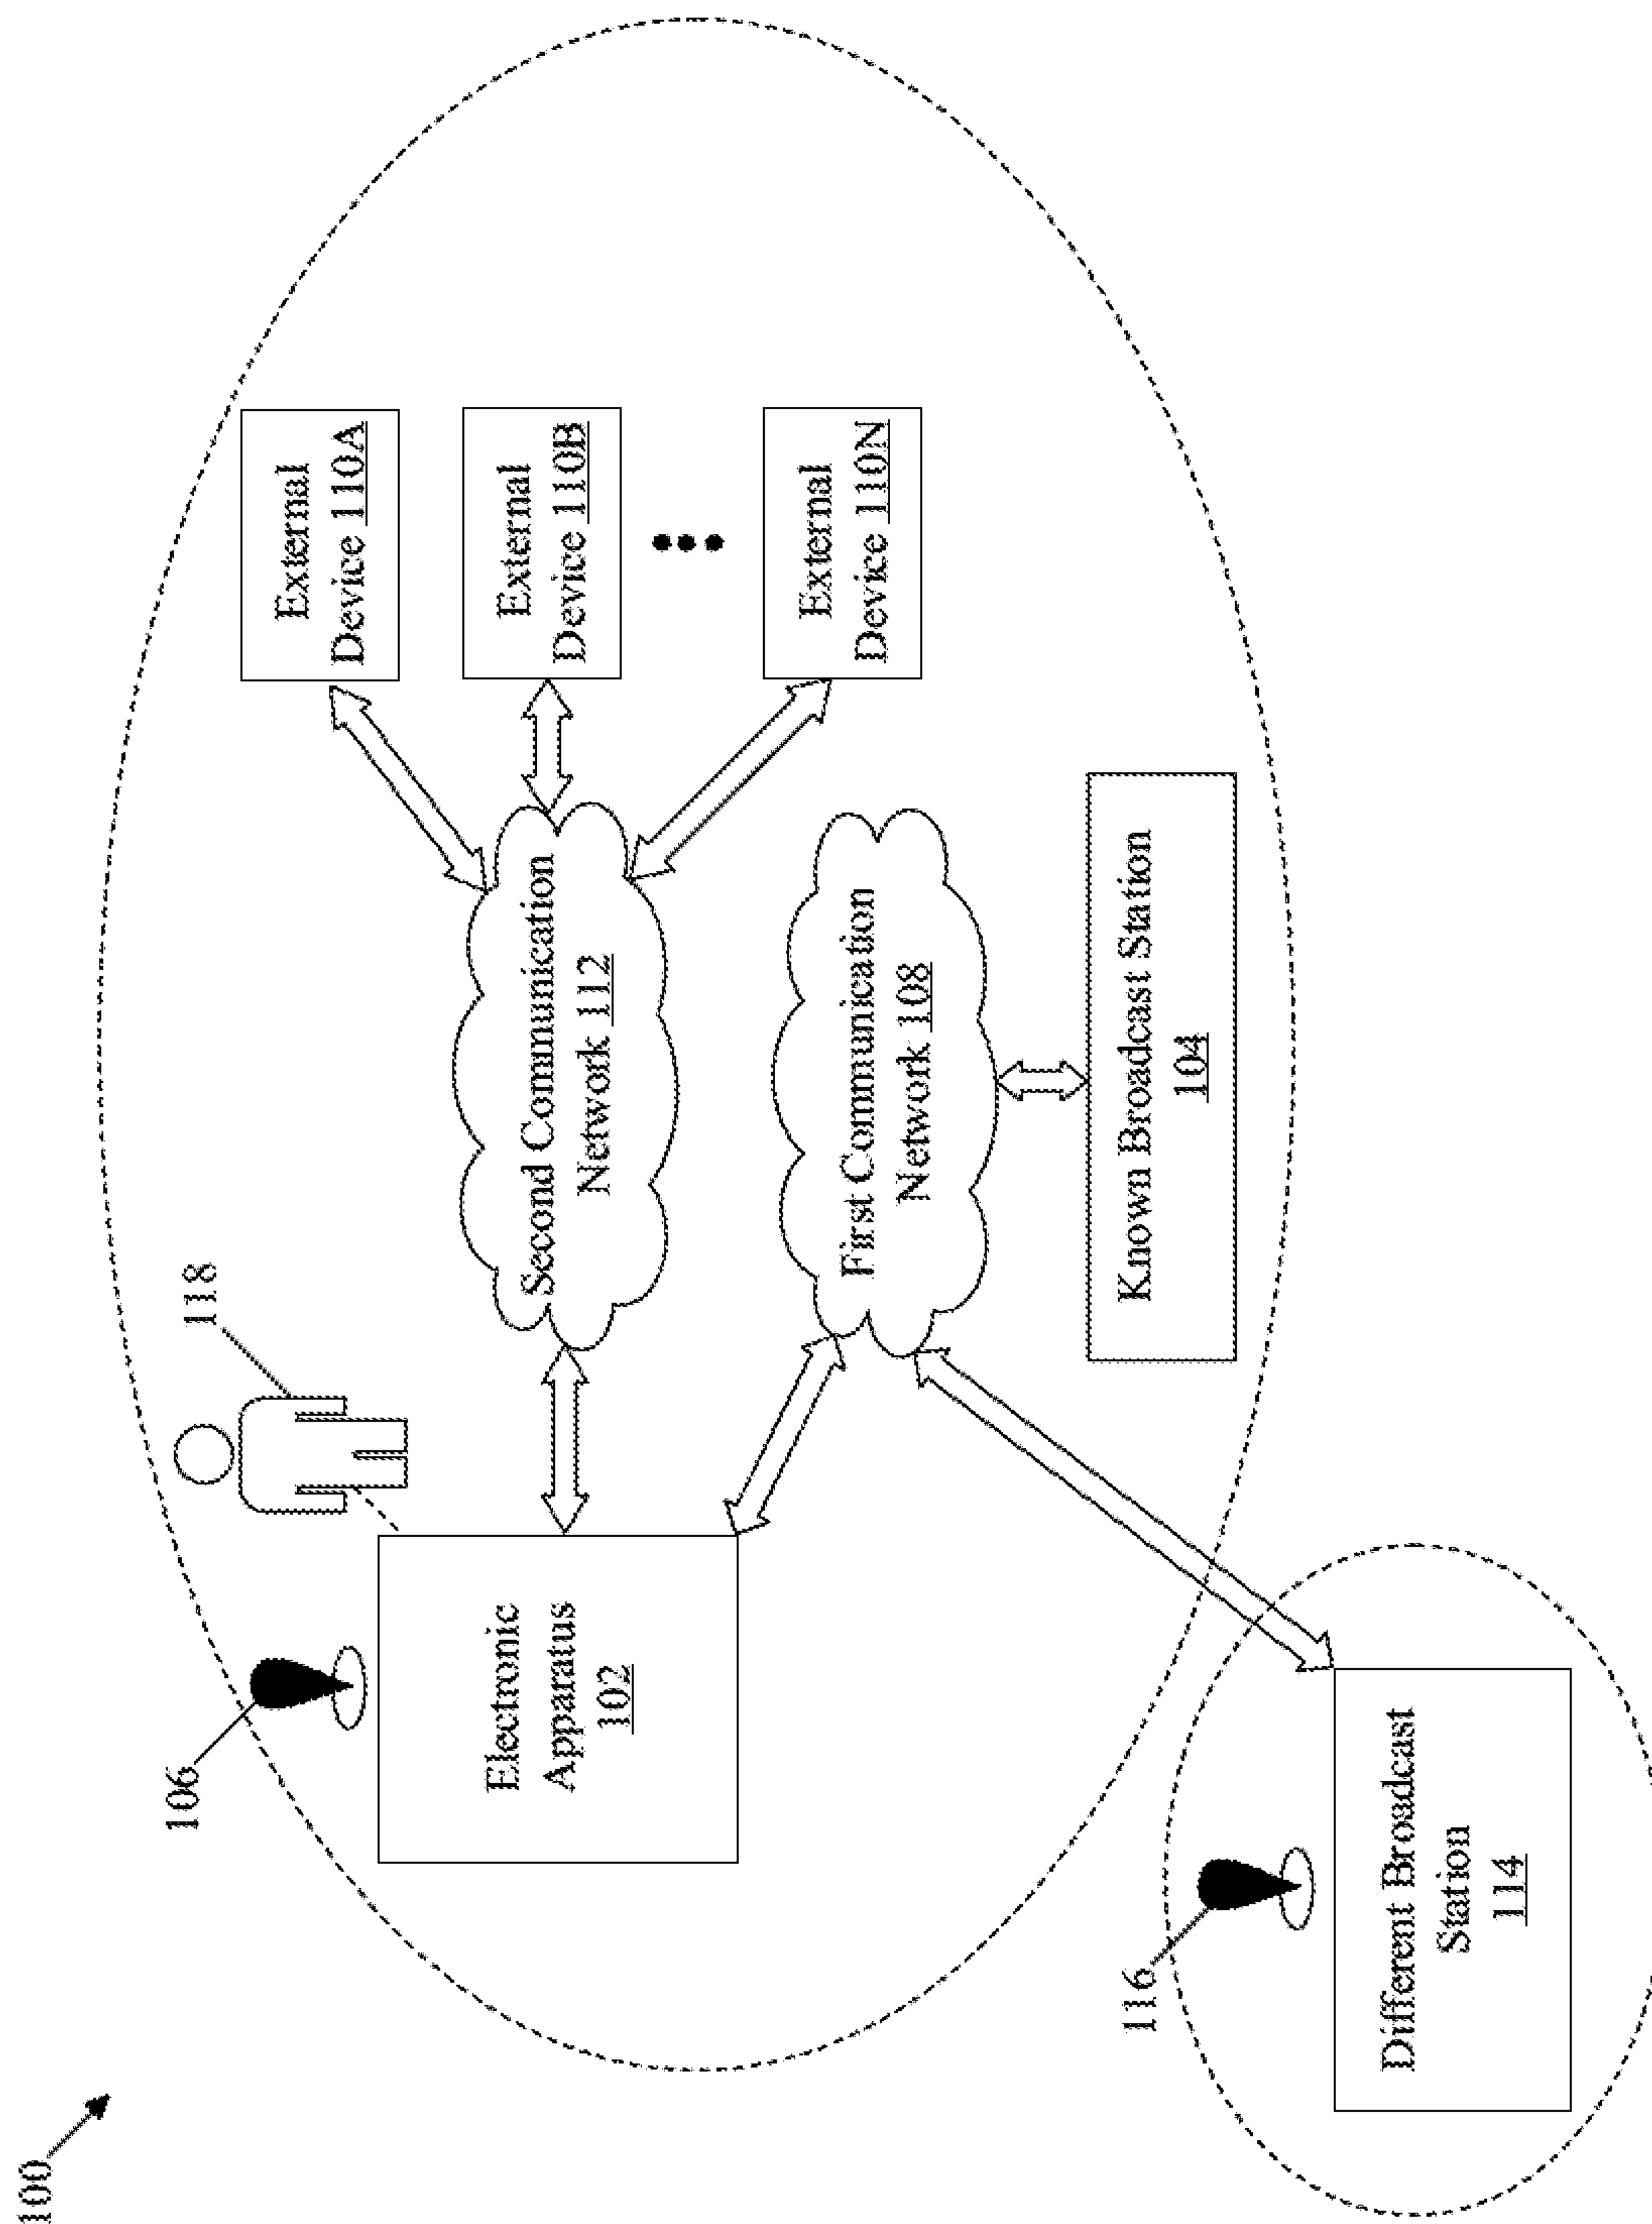 100
106
118
Electronic
Apparatus
102
Second Communication
Network 112
External
Device 110A
External
Device 110B
External
Device 110N
First Communication
Network 108
Known Broadcast Station
104
116
Different Broadcast
Station
114